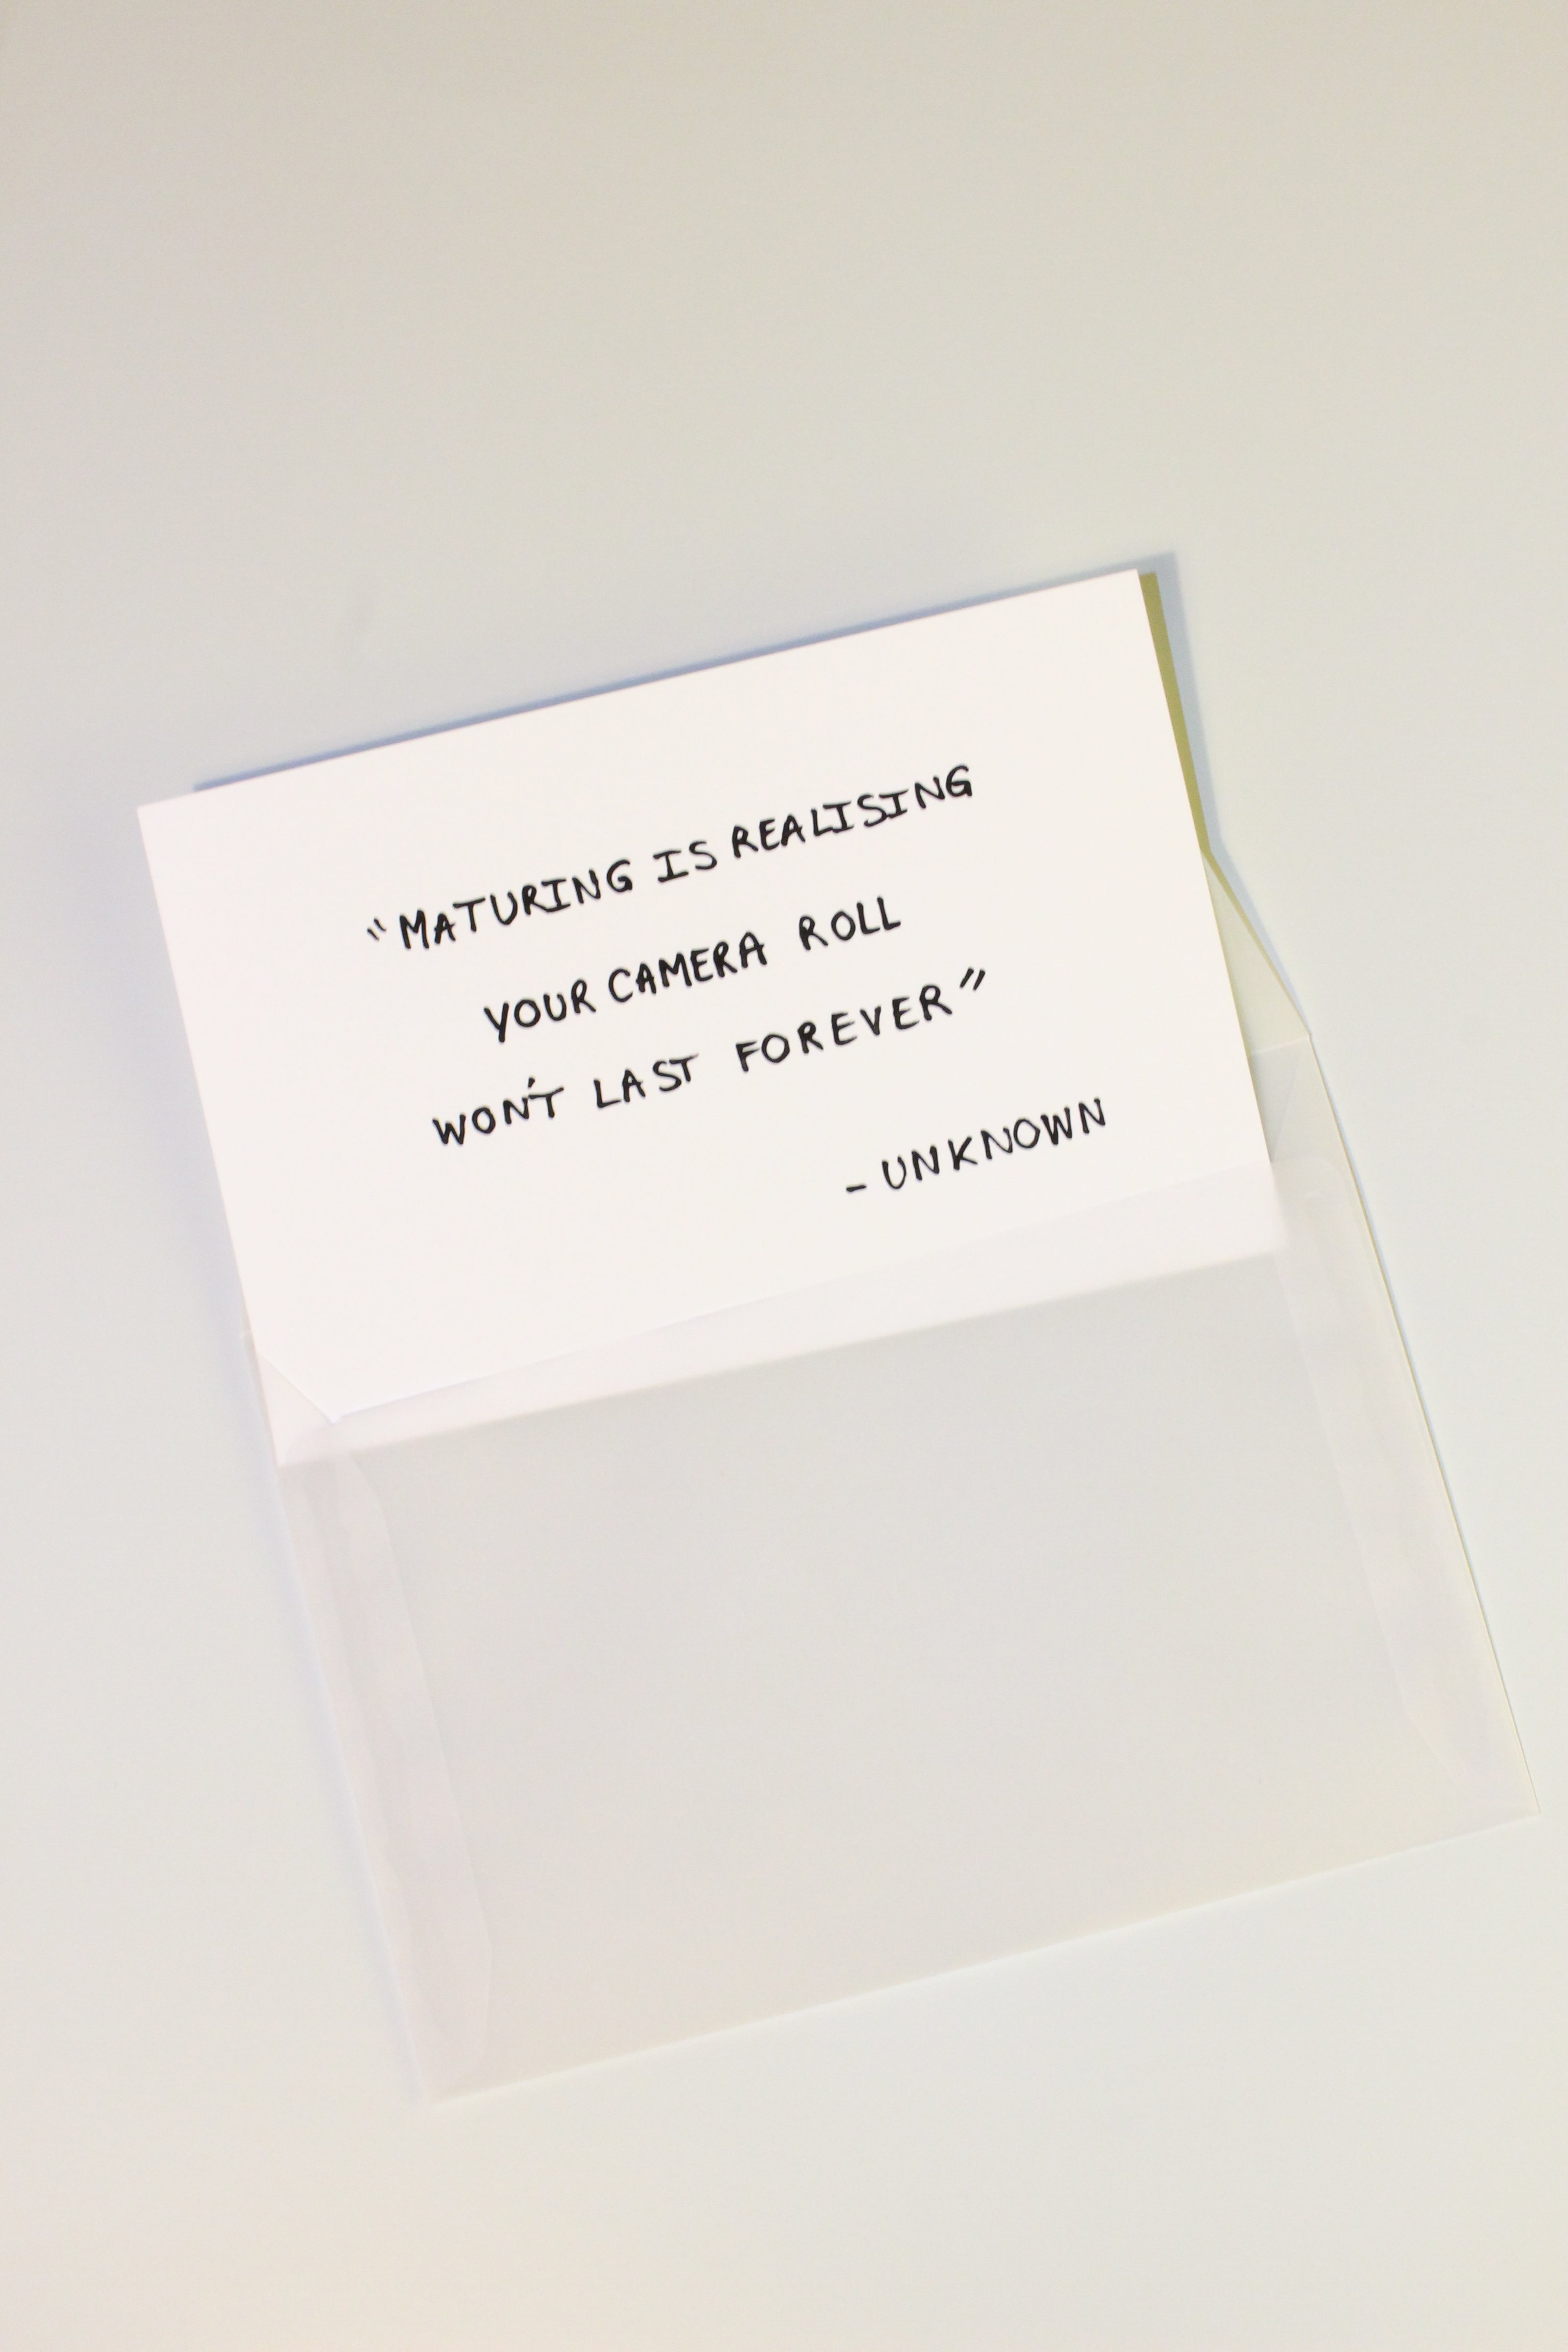 "MATURING IS REALISING
YOUR CAMERA ROLL
WON'T LAST FOREVER"
- UNKNOWN